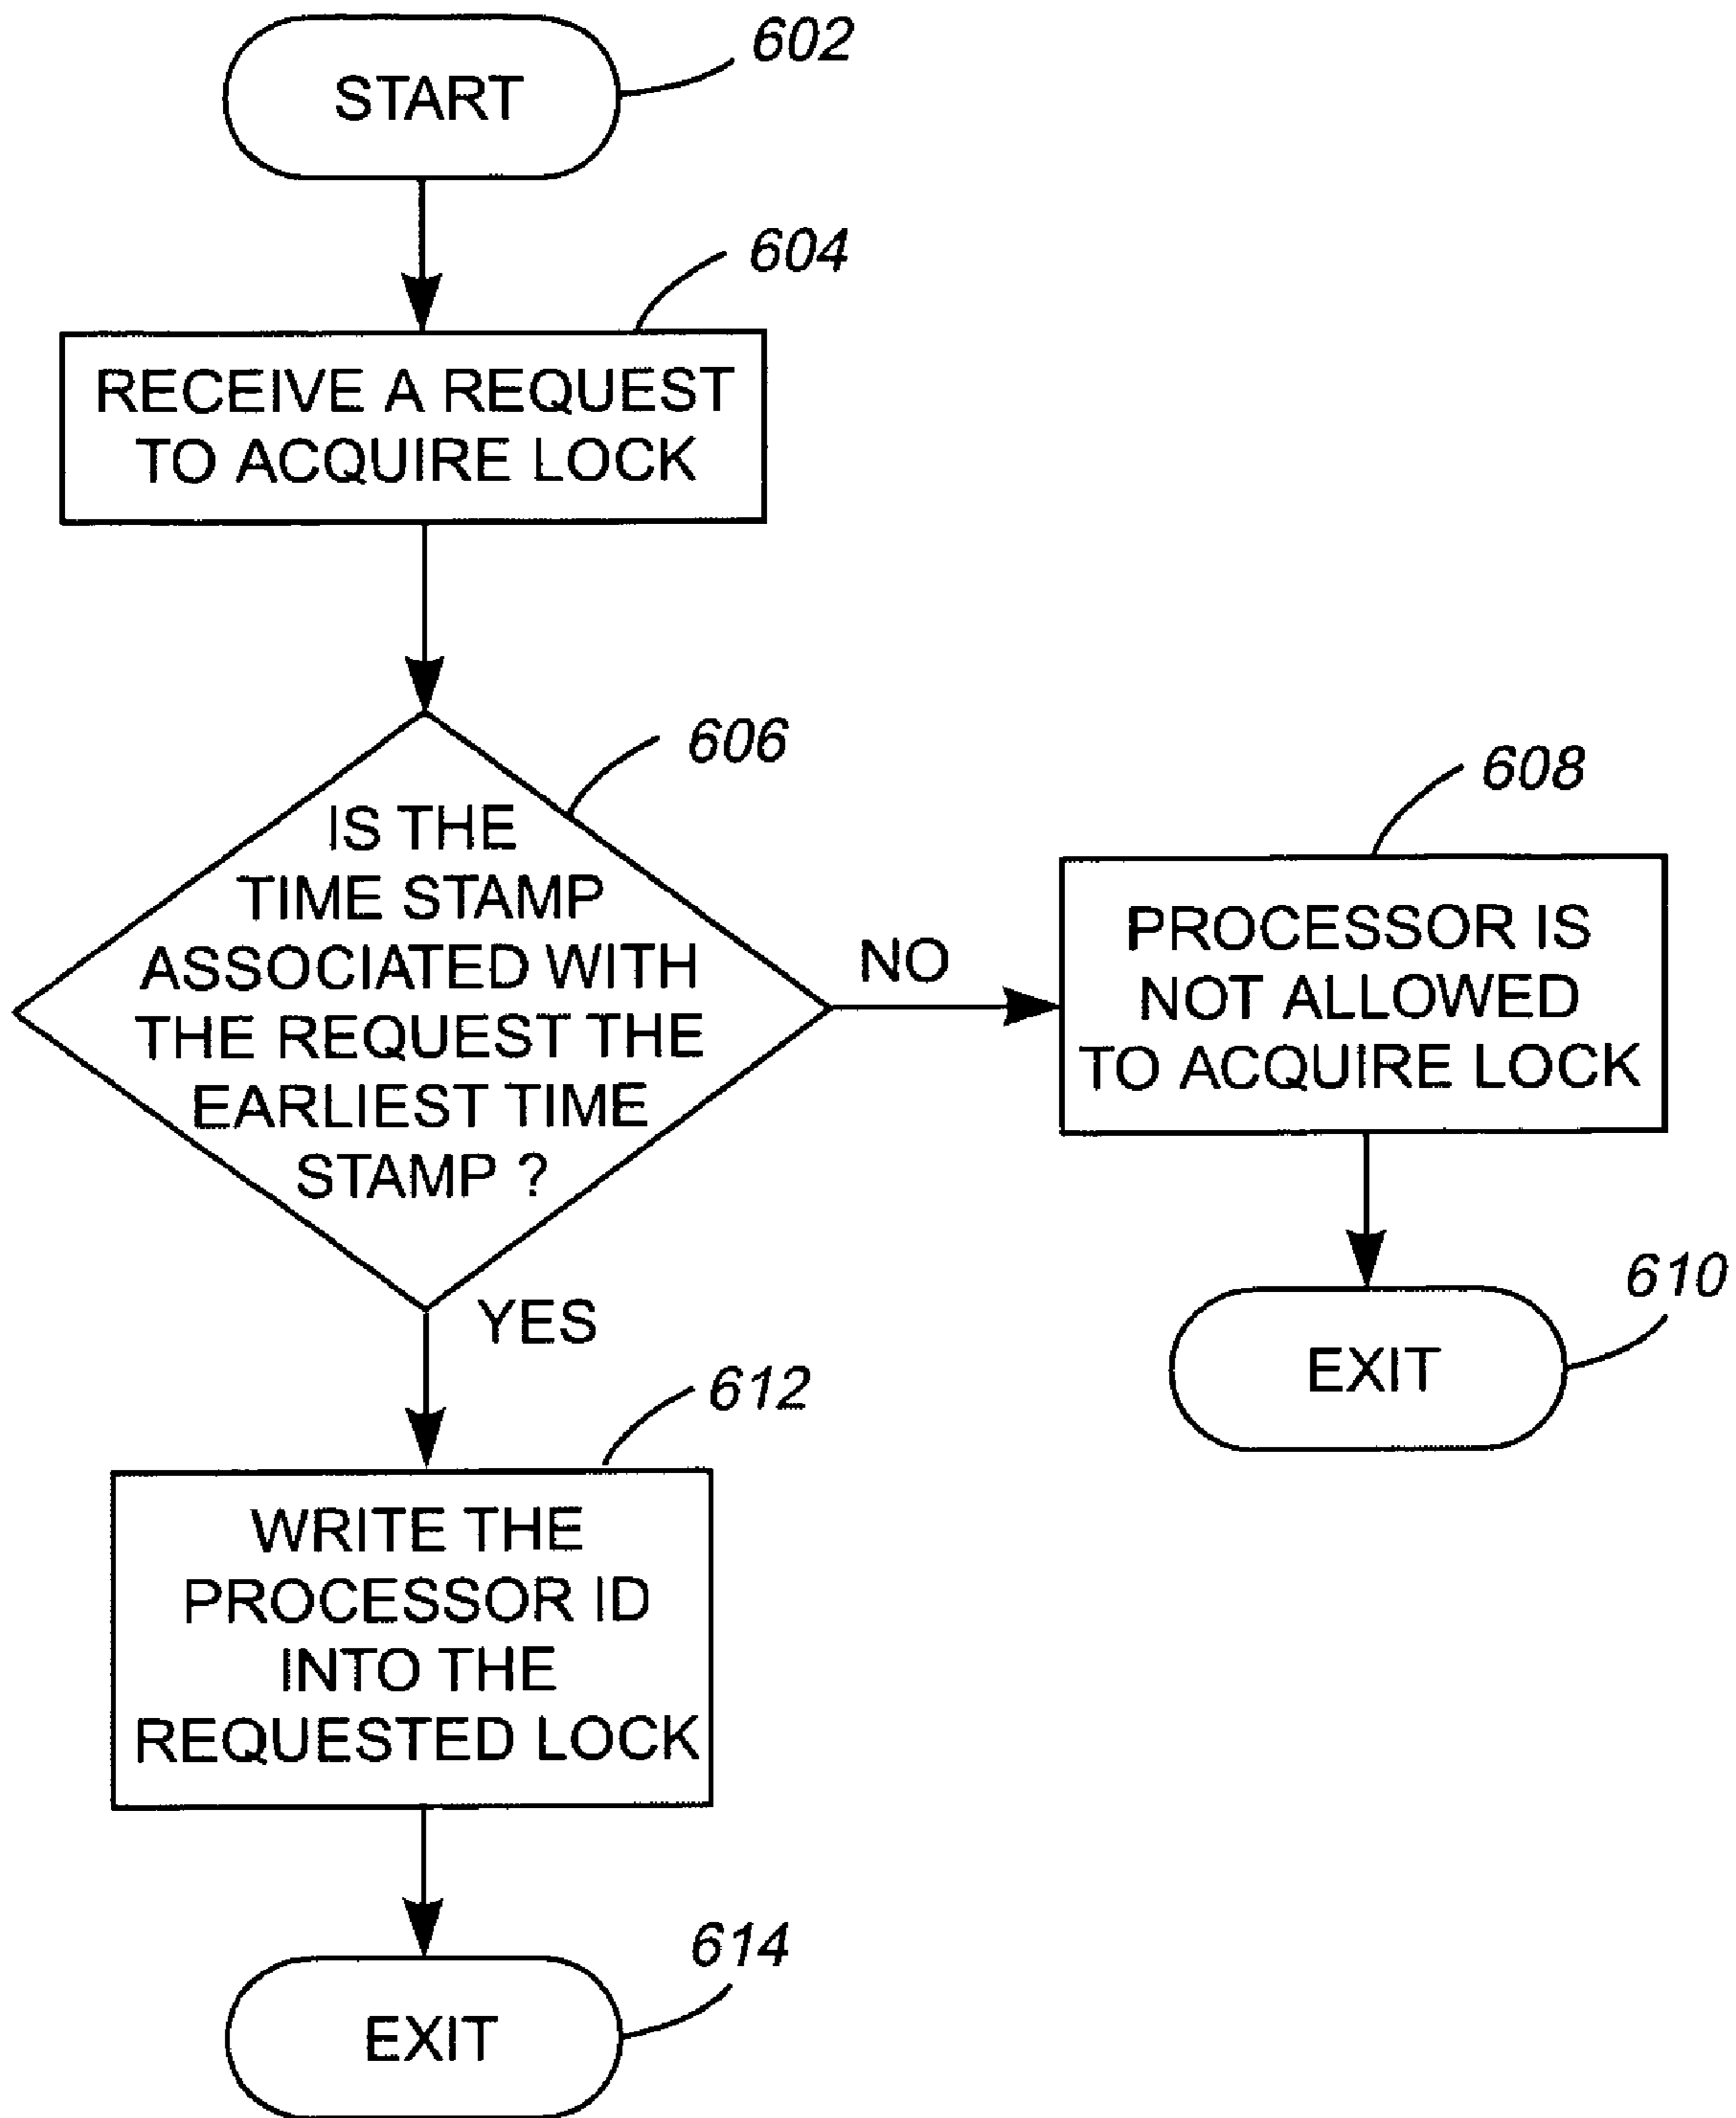 602
START
604
RECEIVE A REQUEST
TO ACQUIRE LOCK
606
IS THE
TIME STAMP
ASSOCIATED WITH
THE REQUEST THE
EARLIEST TIME
STAMP ?
NO
608
PROCESSOR IS
NOT ALLOWED
TO ACQUIRE LOCK
610
EXIT
YES
612
WRITE THE
PROCESSOR ID
INTO THE
REQUESTED LOCK
614
EXIT